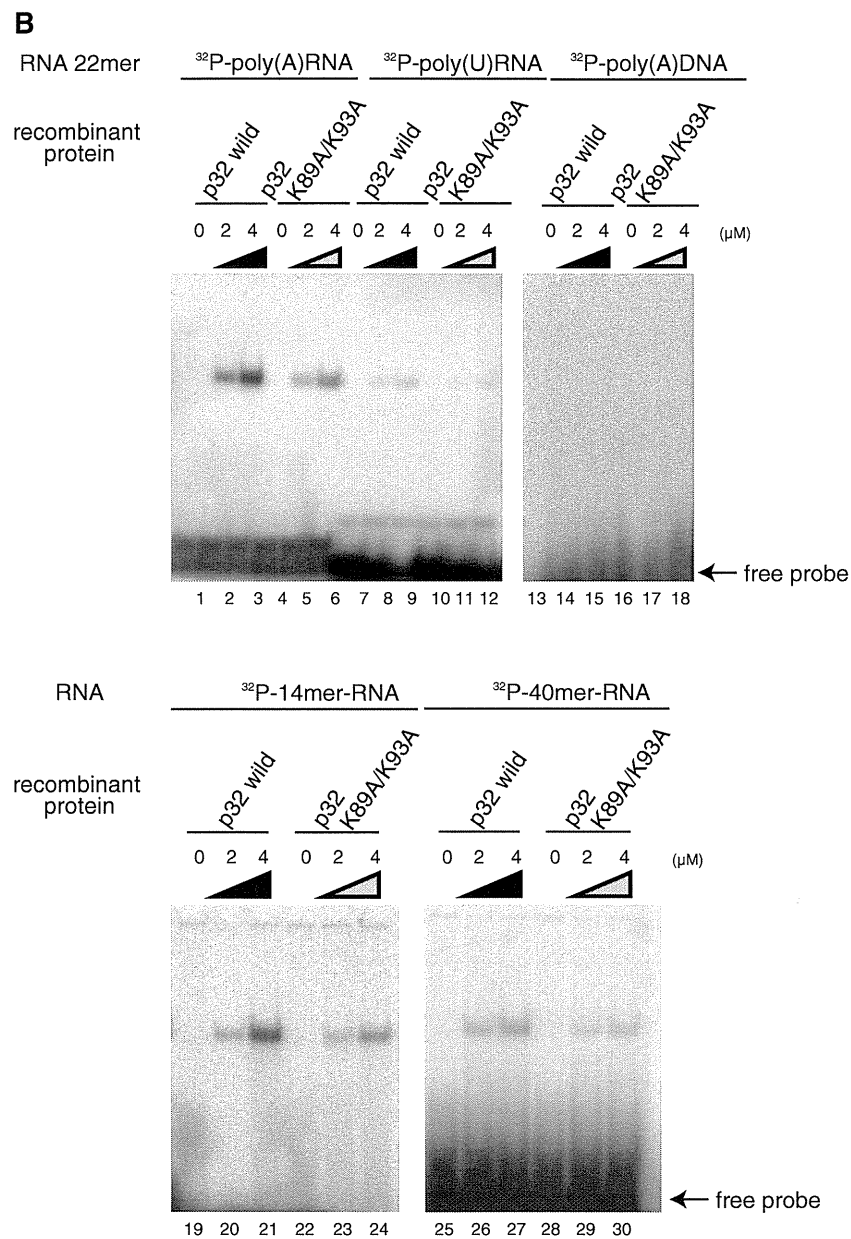 B
RNA 22mer
³²P-poly(A)RNA ³²P-poly(U)RNA ³²P-poly(A)DNA
recombinant
protein
p32 wild p32 K89A/K93A p32 wild p32 K89A/K93A p32 wild p32 K89A/K93A
0 2 4 0 2 4 0 2 4 0 2 4 0 2 4 0 2 4 (µM)
free probe
1 2 3 4 5 6 7 8 9 10 11 12 13 14 15 16 17 18
RNA
³²P-14mer-RNA ³²P-40mer-RNA
recombinant
protein
p32 wild p32 K89A/K93A p32 wild p32 K89A/K93A
0 2 4 0 2 4 0 2 4 0 2 4 (µM)
free probe
19 20 21 22 23 24 25 26 27 28 29 30